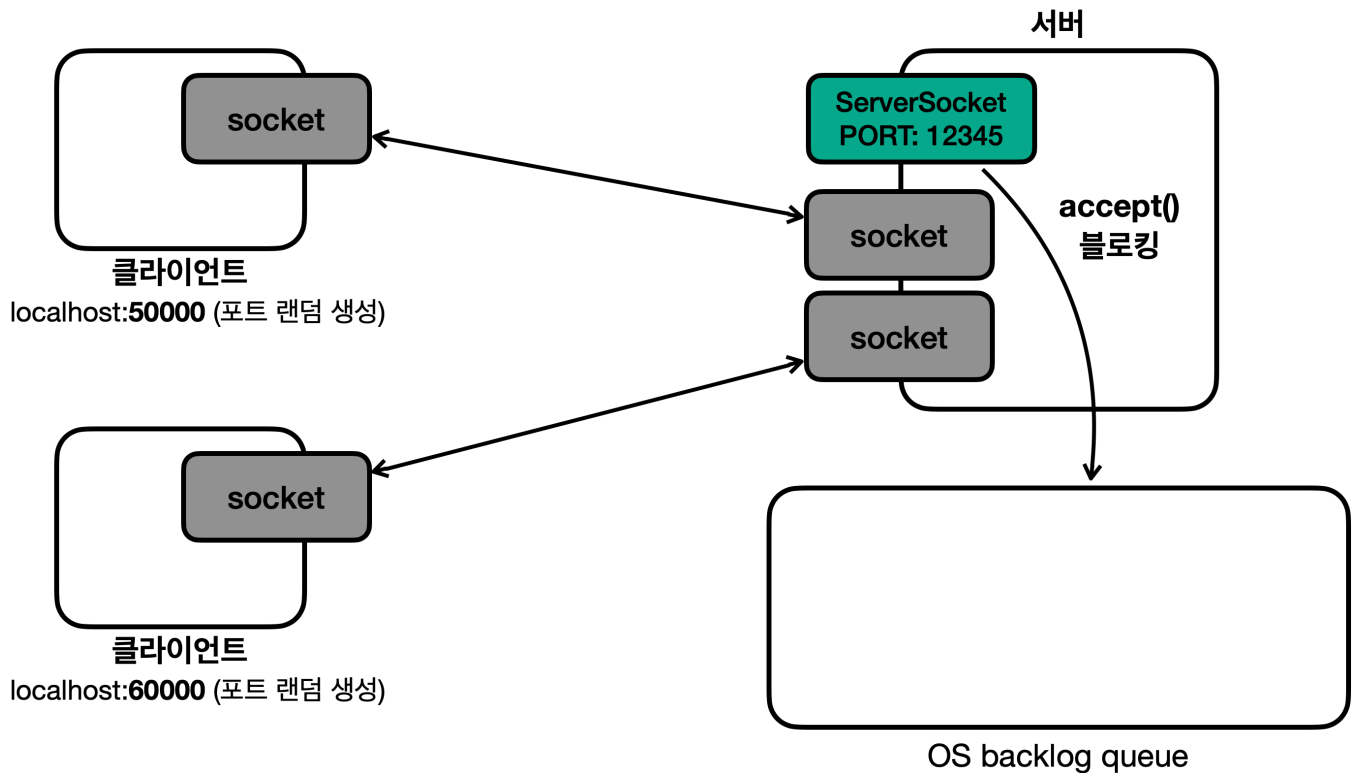 서버
socket
ServerSocket
PORT: 12345
socket
accept()
블로킹
클라이언트
localhost:50000 (포트 랜덤 생성)
socket
socket
클라이언트
localhost:60000 (포트 랜덤 생성)
OS backlog queue